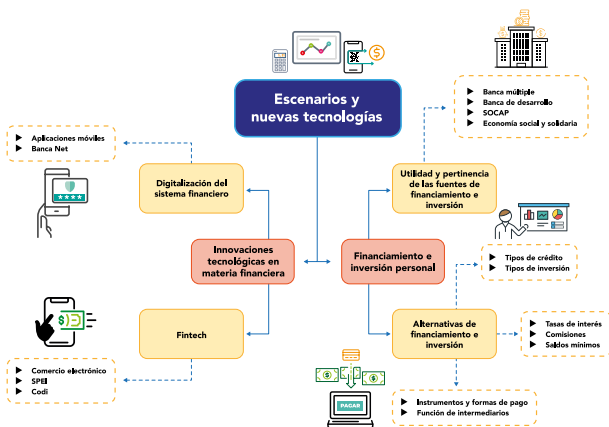 Escenarios y
nuevas tecnologías
Banca múltiple
Banca de desarrollo
SOCAP
Economía social y solidaria
Aplicaciones móviles
Banca Net
Digitalización del
sistema financiero
Utilidad y pertinencia
de las fuentes de
financiamiento e
inversión
Innovaciones
tecnológicas en
materia financiera
Financiamiento e
inversión personal
Tipos de crédito
Tipos de inversión
Fintech
Alternativas de
financiamiento e
inversión
Tasas de interés
Comisiones
Saldos mínimos
Comercio electrónico
SPEI
Codi
PAGAR
Instrumentos y formas de pago
Función de intermediarios